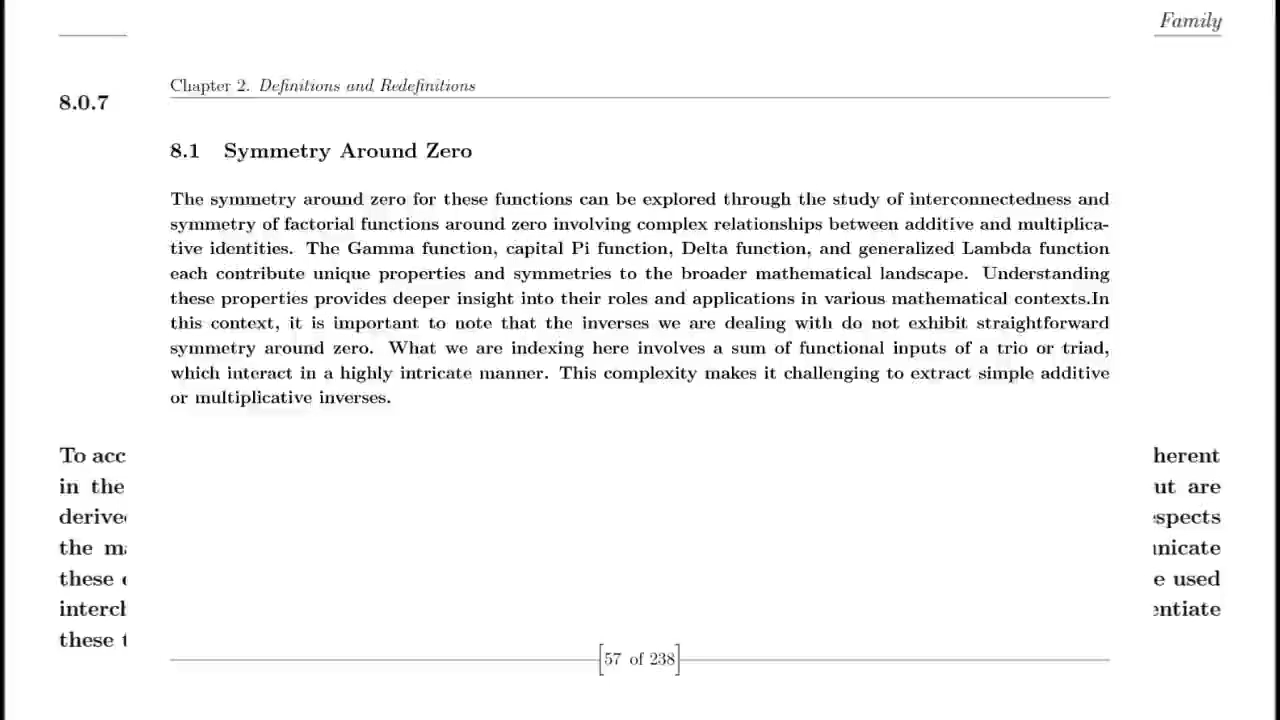 Family
Chapter 2. Definitions and Redefinitions
8.0.7
8.1 Symmetry Around Zero
The symmetry around zero for these functions can be explored through the study of interconnectedness and
symmetry of factorial functions around zero involving complex relationships between additive and multiplica-
tive identities. The Gamma function, capital Pi function, Delta function, and generalized Lambda function
each contribute unique properties and symmetries to the broader mathematical landscape. Understanding
these properties provides deeper insight into their roles and applications in various mathematical contexts.In
this context, it is important to note that the inverses we are dealing with do not exhibit straightforward
symmetry around zero. What we are indexing here involves a sum of functional inputs of a trio or triad,
which interact in a highly intricate manner. This complexity makes it challenging to extract simple additive
or multiplicative inverses.
To acc herent
in the ut are
derive spects
the m nicate
these e used
interch entiate
these t
[57 of 238]